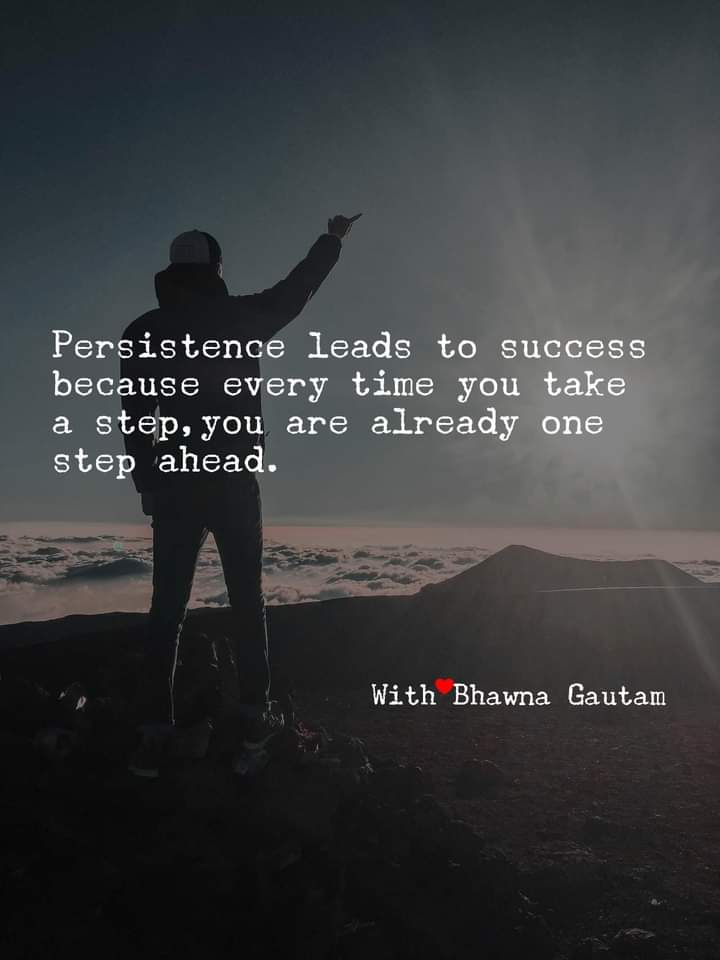 Persistence leads to success
because every time you take
a step,you are already one
step ahead.
With❤Bhawna Gautam